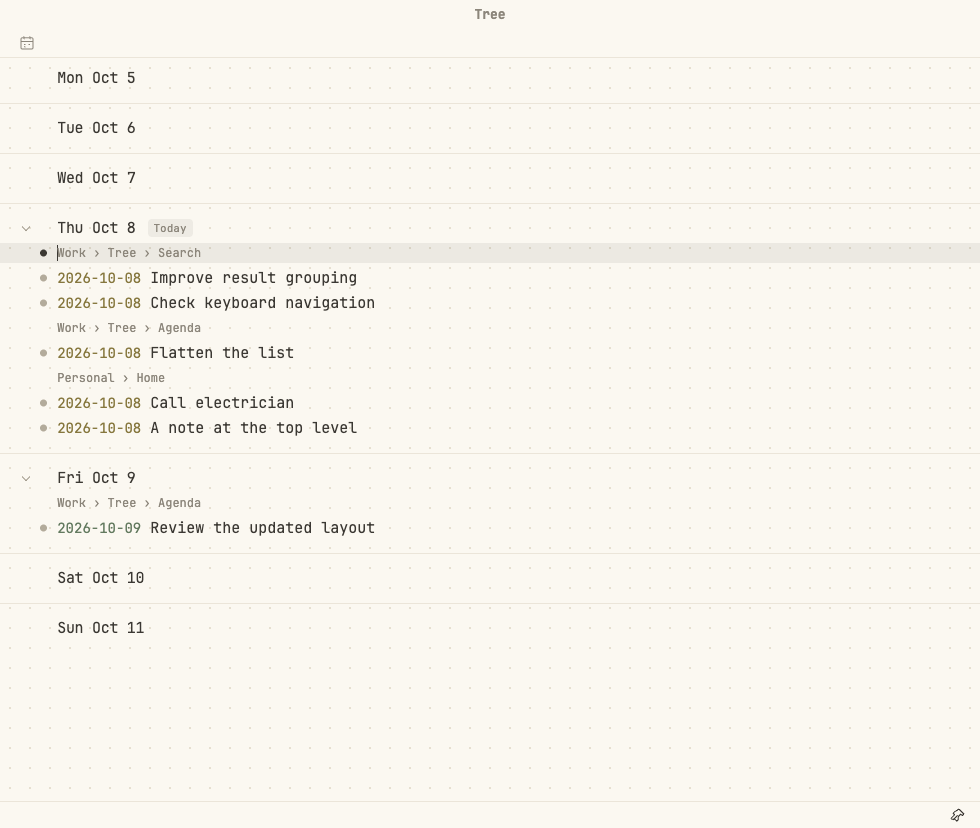 Tree
Mon Oct 5
Tue Oct 6
Wed Oct 7
Thu Oct 8 Today
Work › Tree › Search
2026-10-08 Improve result grouping
2026-10-08 Check keyboard navigation
Work › Tree › Agenda
2026-10-08 Flatten the list
Personal › Home
2026-10-08 Call electrician
2026-10-08 A note at the top level
Fri Oct 9
Work › Tree › Agenda
2026-10-09 Review the updated layout
Sat Oct 10
Sun Oct 11